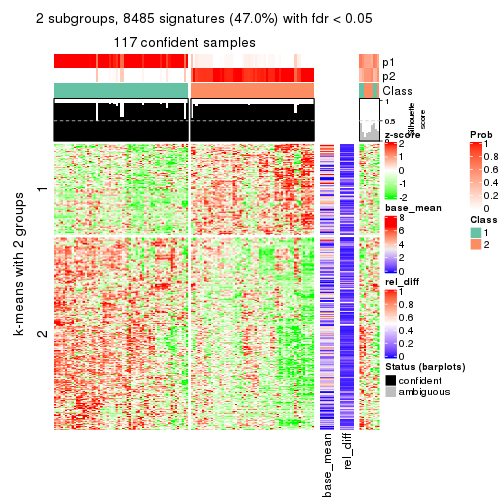 2 subgroups, 8485 signatures (47.0%) with fdr < 0.05
117 confident samples
p1
p2
Class
1
0.5
0
Silhouette
score
k-means with 2 groups
1
2
base_mean
rel_diff
z-score
2
1
0
-1
-2
base_mean
8
6
4
2
0
rel_diff
1
0.8
0.6
0.4
0.2
0
Status (barplots)
confident
ambiguous
Prob
1
0.8
0.6
0.4
0.2
0
Class
1
2